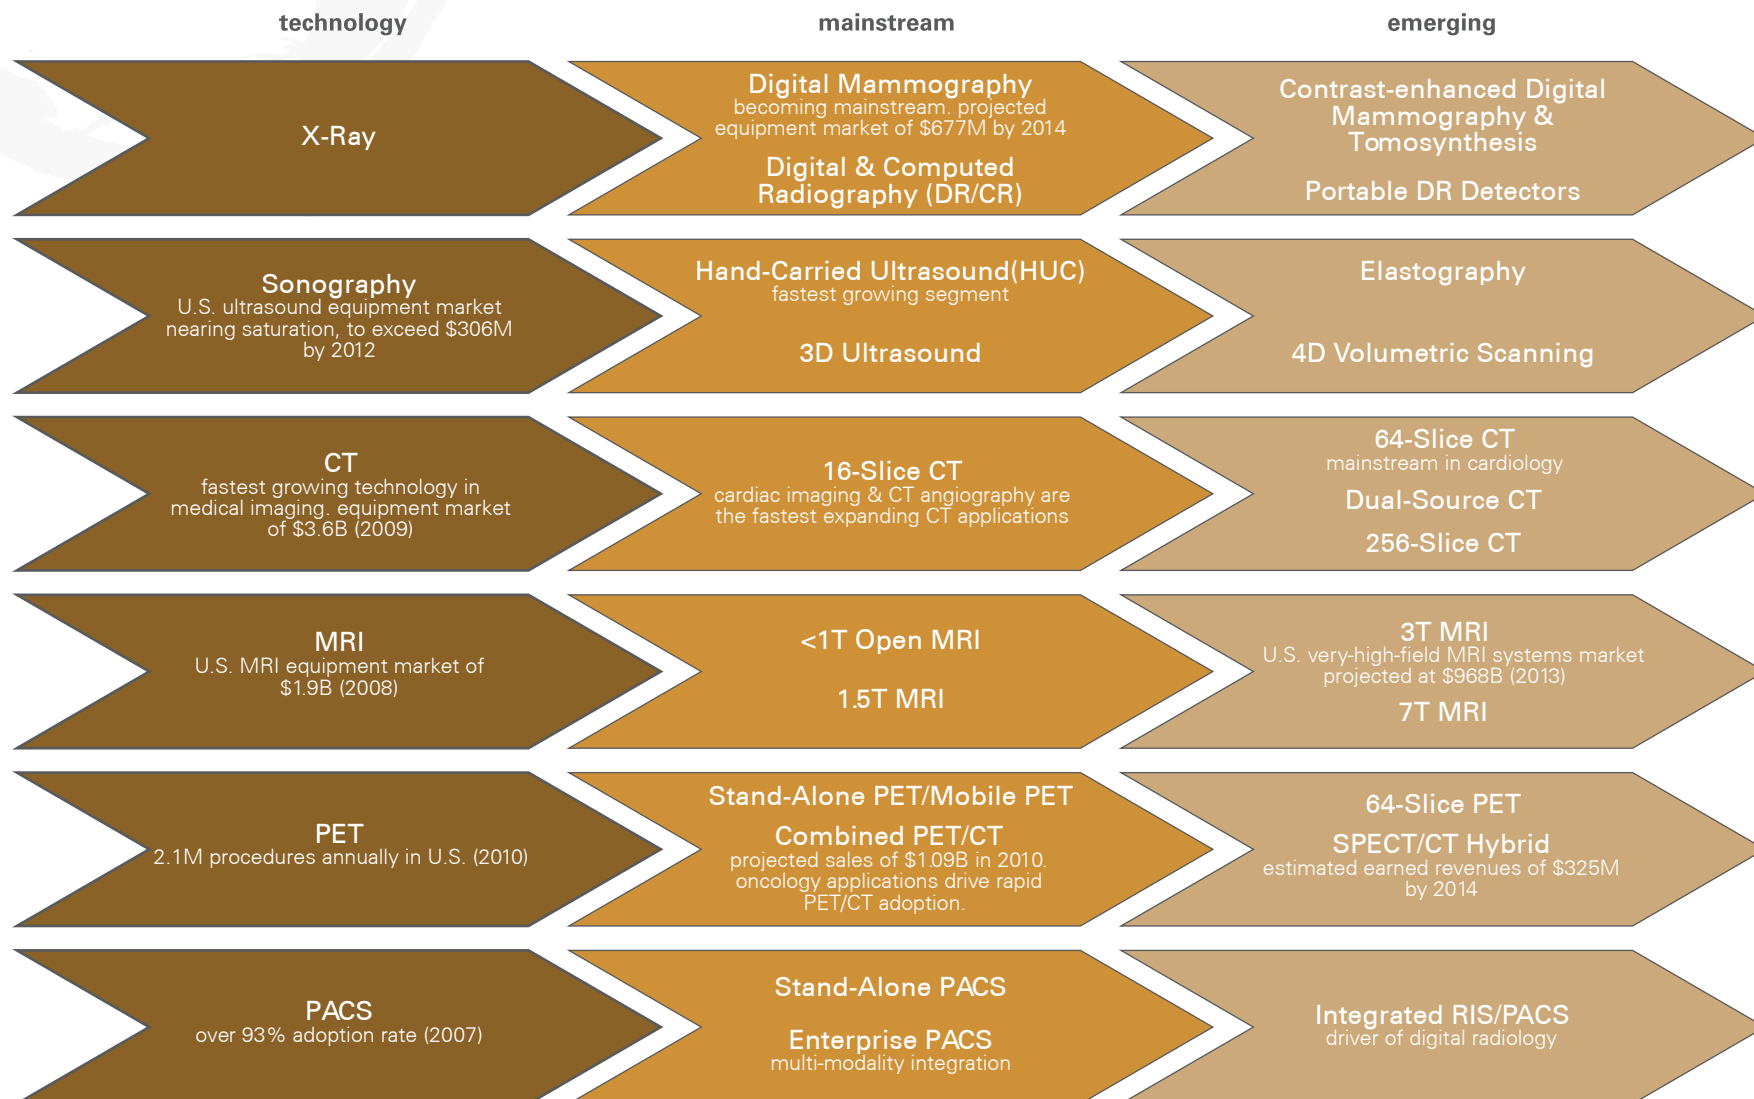 technology
mainstream
emerging
X-Ray
Digital Mammography
becoming mainstream. projected
equipment market of $677M by 2014
Digital & Computed
Radiography (DR/CR)
Contrast-enhanced Digital
Mammography &
Tomosynthesis
Portable DR Detectors
Sonography
U.S. ultrasound equipment market
nearing saturation, to exceed $306M
by 2012
Hand-Carried Ultrasound(HUC)
fastest growing segment
3D Ultrasound
Elastography
4D Volumetric Scanning
CT
fastest growing technology in
medical imaging. equipment market
of $3.6B (2009)
16-Slice CT
cardiac imaging & CT angiography are
the fastest expanding CT applications
64-Slice CT
mainstream in cardiology
Dual-Source CT
256-Slice CT
MRI
U.S. MRI equipment market of
$1.9B (2008)
<1T Open MRI
1.5T MRI
3T MRI
U.S. very-high-field MRI systems market
projected at $968B (2013)
7T MRI
PET
2.1M procedures annually in U.S. (2010)
Stand-Alone PET/Mobile PET
Combined PET/CT
projected sales of $1.09B in 2010.
oncology applications drive rapid
PET/CT adoption.
64-Slice PET
SPECT/CT Hybrid
estimated earned revenues of $325M
by 2014
PACS
over 93% adoption rate (2007)
Stand-Alone PACS
Enterprise PACS
multi-modality integration
Integrated RIS/PACS
driver of digital radiology